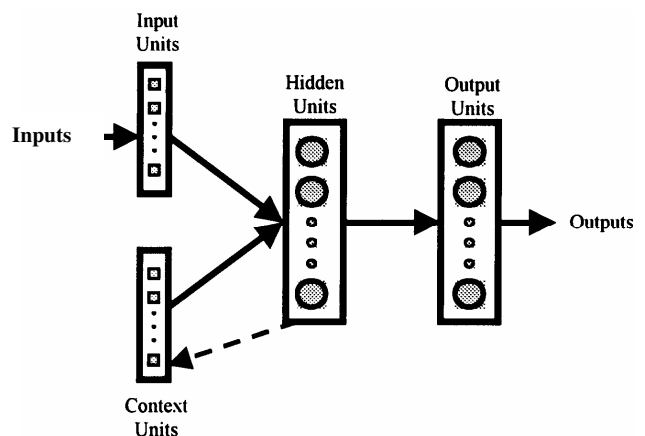 Input
Units
Hidden
Units
Output
Units
Inputs
Outputs
Context
Units